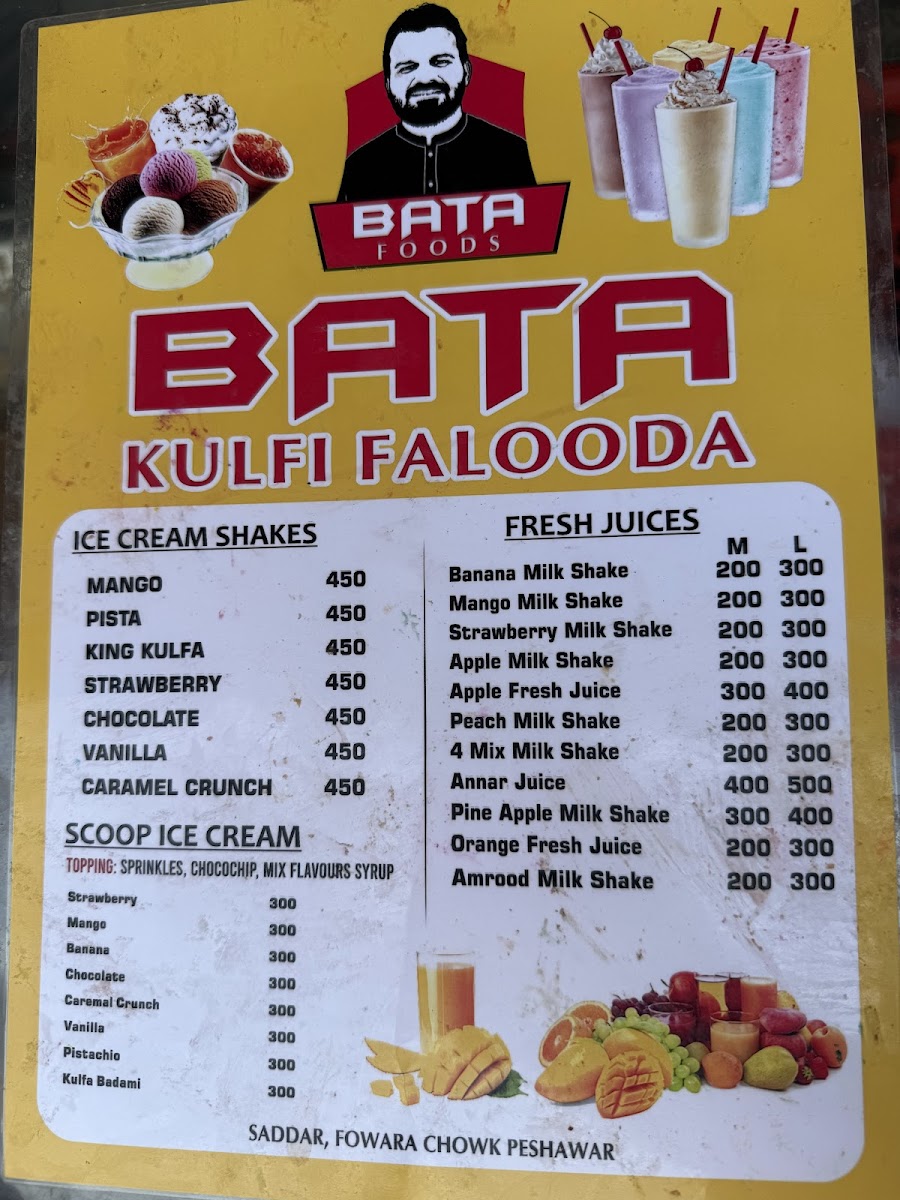 BATA
FOODS
BATA
KULFI FALOODA
ICE CREAM SHAKES
MANGO 450
PISTA 450
KING KULFA 450
STRAWBERRY 450
CHOCOLATE 450
VANILLA 450
CARAMEL CRUNCH 450
SCOOP ICE CREAM
TOPPING: SPRINKLES, CHOCOCHIP, MIX FLAVOURS SYRUP
Strawberry 300
Mango 300
Banana 300
Chocolate 300
Caremal Crunch 300
Vanilla 300
Pistachio 300
Kulfa Badami 300
FRESH JUICES
M L
Banana Milk Shake 200 300
Mango Milk Shake 200 300
Strawberry Milk Shake 200 300
Apple Milk Shake 200 300
Apple Fresh Juice 300 400
Peach Milk Shake 200 300
4 Mix Milk Shake 200 300
Annar Juice 400 500
Pine Apple Milk Shake 300 400
Orange Fresh Juice 200 300
Amrood Milk Shake 200 300
SADDAR, FOWARA CHOWK PESHAWAR